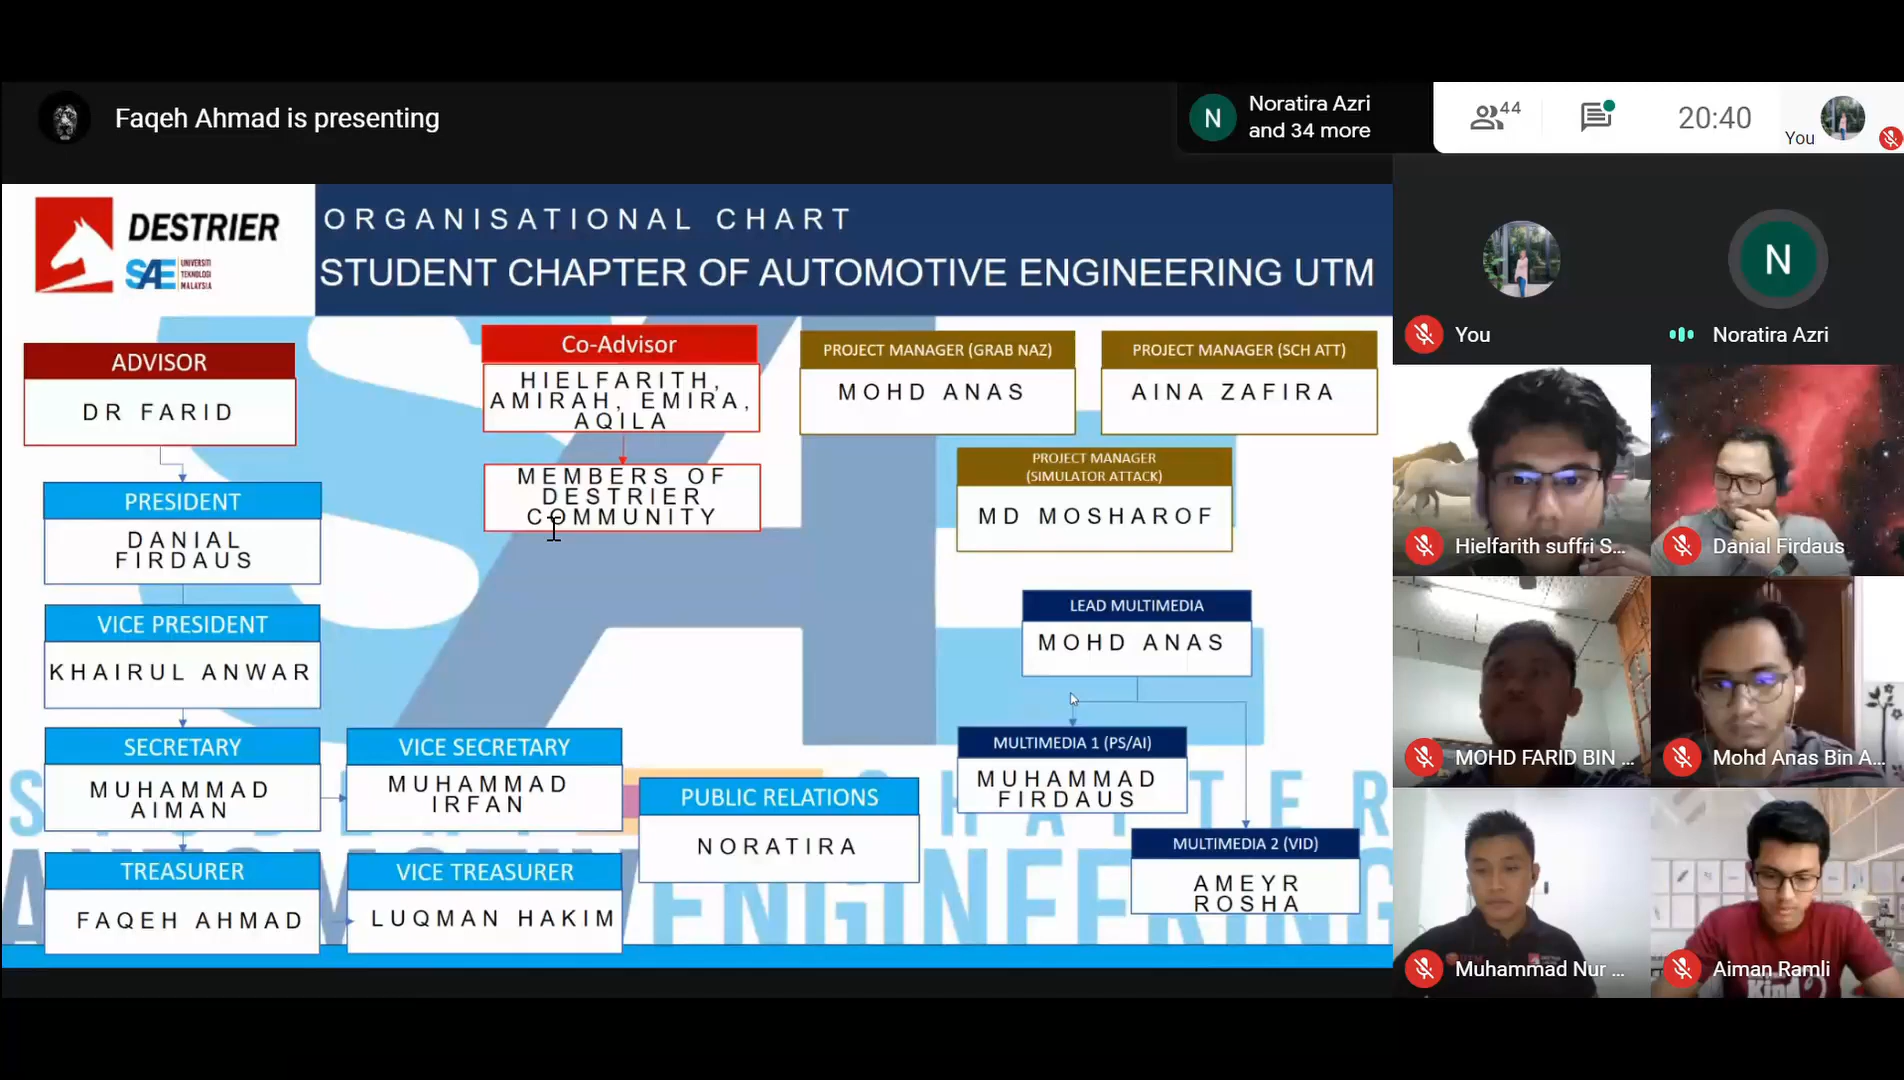 Faqeh Ahmad is presenting
N
Noratira Azri
and 34 more
44
20:40
You
DESTRIER
SAE UNIVERSITI
TEKNOLOGI
MALAYSIA
ORGANISATIONAL CHART
STUDENT CHAPTER OF AUTOMOTIVE ENGINEERING UTM
ADVISOR
DR FARID
Co-Advisor
HIELFARITH,
AMIRAH, EMIRA,
AQILA
MEMBERS OF
DESTRIER
COMMUNITY
PROJECT MANAGER (GRAB NAZ)
MOHD ANAS
PROJECT MANAGER (SCH ATT)
AINA ZAFIRA
PROJECT MANAGER
(SIMULATOR ATTACK)
MD MOSHAROF
PRESIDENT
DANIAL
FIRDAUS
VICE PRESIDENT
KHAIRUL ANWAR
SECRETARY
MUHAMMAD
AIMAN
VICE SECRETARY
MUHAMMAD
IRFAN
TREASURER
FAQEH AHMAD
VICE TREASURER
LUQMAN HAKIM
PUBLIC RELATIONS
NORATIRA
LEAD MULTIMEDIA
MOHD ANAS
MULTIMEDIA 1 (PS/AI)
MUHAMMAD
FIRDAUS
MULTIMEDIA 2 (VID)
AMEYR
ROSHA
You
N
Noratira Azri
Hielfarith suffri S...
Danial Firdaus
MOHD FARID BIN ...
Mohd Anas Bin A...
Muhammad Nur ...
Aiman Ramli
Kind